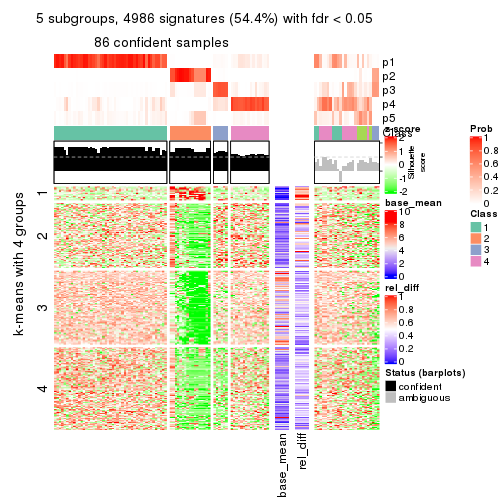 5 subgroups, 4986 signatures (54.4%) with fdr < 0.05
86 confident samples
p1
p2
p3
p4
p5
Class
k-means with 4 groups
1
2
3
4
base_mean
rel_diff
Silhouette
score
z-score
2
1
0
-1
-2
base_mean
10
8
6
4
2
0
rel_diff
1
0.8
0.6
0.4
0.2
0
Status (barplots)
confident
ambiguous
Prob
1
0.8
0.6
0.4
0.2
0
Class
1
2
3
4